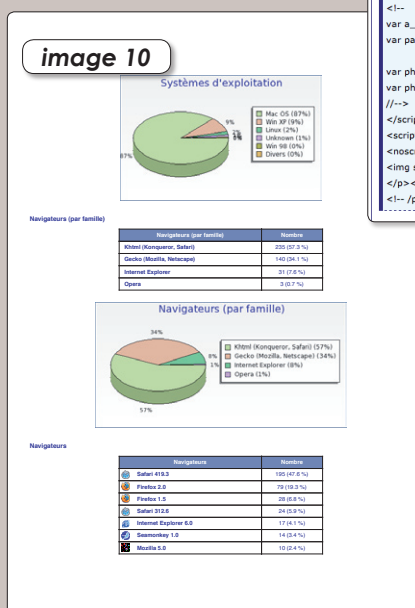 image 10
Systèmes d'exploitation
Mac OS (87%)
Win XP (9%)
Linux (2%)
Unknown (1%)
Win 98 (0%)
Divers (0%)
9%
2%
87%
Navigateurs (par famille)
Navigateurs (par famille) Nombre
Khtml (Konqueror, Safari) 235 (57.3 %)
Gecko (Mozilla, Netscape) 140 (34.1 %)
Internet Explorer 31 (7.6 %)
Opera 3 (0.7 %)
Navigateurs (par famille)
34%
8%
1%
57%
Khtml (Konqueror, Safari) (57%)
Gecko (Mozilla, Netscape) (34%)
Internet Explorer (8%)
Opera (1%)
Navigateurs
Navigateurs Nombre
Safari 419.3 195 (47.6 %)
Firefox 2.0 79 (19.3 %)
Firefox 1.5 28 (6.8 %)
Safari 312.6 24 (5.9 %)
Internet Explorer 6.0 17 (4.1 %)
Seamonkey 1.0 14 (3.4 %)
Mozilla 5.0 10 (2.4 %)
<!--
var a_
var pa
var ph
var ph
//-->
</scrip
<script
<nosc
<img s
</p><
<!-- /p